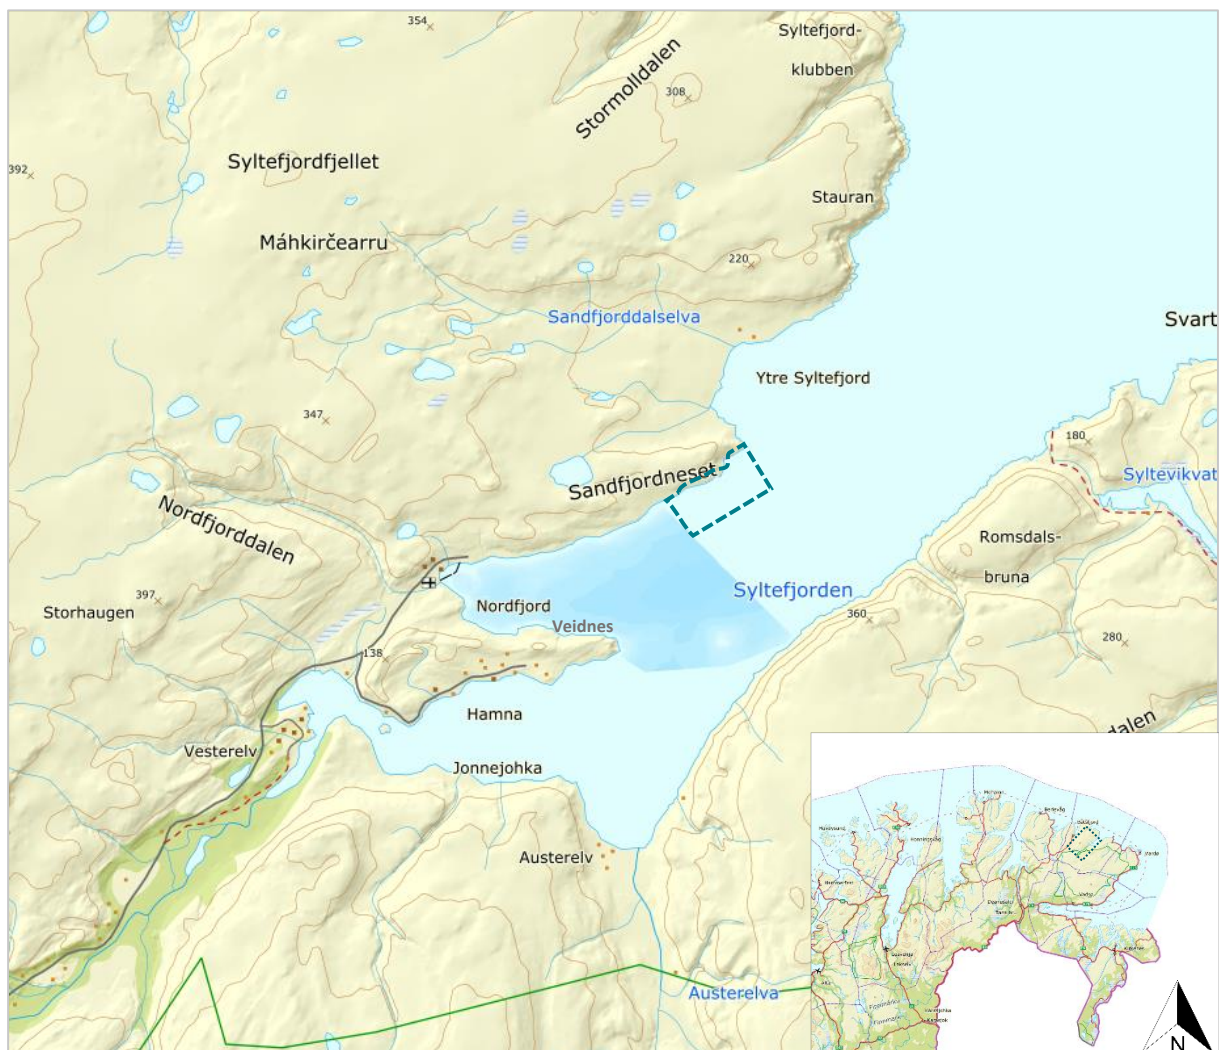 354
Syltefjord-
klubben
Stormolldalen
308
392
Syltefjordfjellet
Stauran
Máhkirčearru
220
Sandfjorddalselva
Svart
Ytre Syltefjord
347
180
Sandfjordneset
Syltevikvat
Nordfjorddalen
Romsdals-
bruna
397
Storhaugen
Nordfjord
Syltefjorden
Veidnes
360
280
138
Hamna
dalen
Vesterelv
Jonnejohka
Austerelv
Austerelva
N